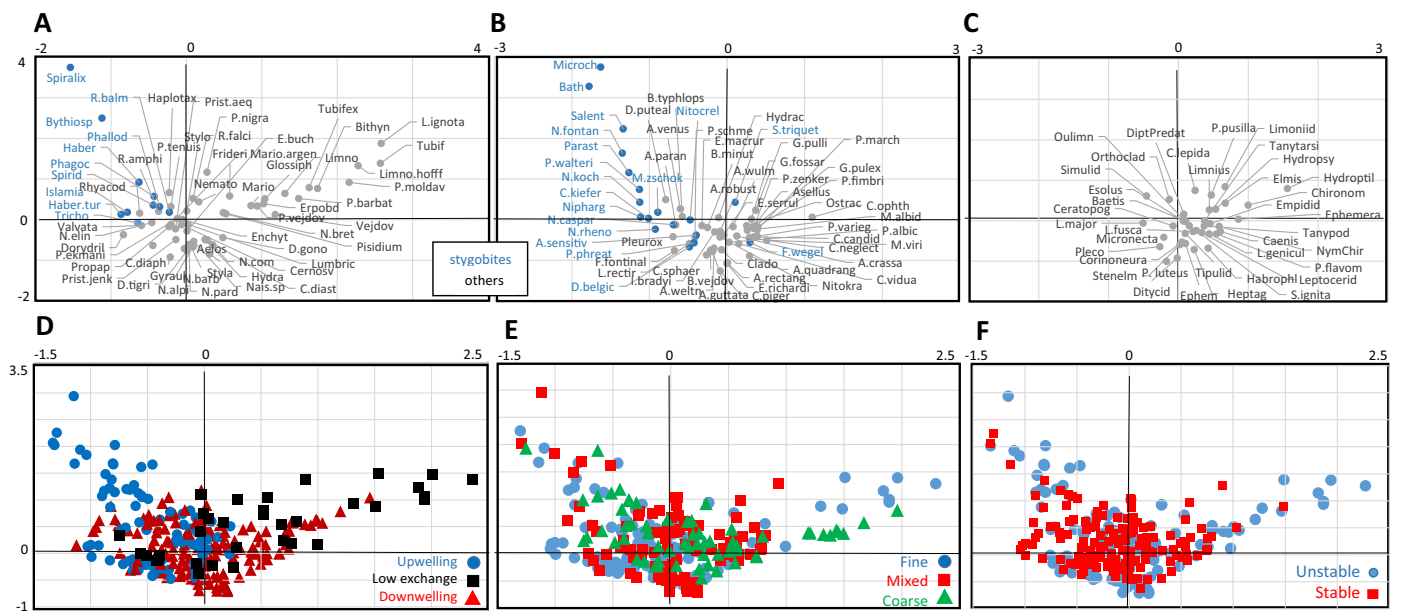 A
B
C
-2
0
4
-3
0
3
-3
0
3
4
0
-2
Spiralix
R.balm
Haplotax
Prist.aeq
Tubifex
Bythiosp
P.nigra
Bithyn
L.ignota
Phallod
Stylo
R.falci
E.buch
Haber
P.tenuis
Tubif
R.amphi
Frideri
Mario.argen
Limno
Phagoc
Glossiph
Limno.hofff
Spirid
Nemato
Mario
P.moldav
Rhyacod
Islamia
Erpobd
P.barbat
Haber.tur
P.vejdov
Tricho
Vejdov
Valvata
N.bret
N.elin
Enchyt
Pisidium
Dorydril
Aelos
D.gono
P.ekmani
Lumbric
Propap
C.diaph
N.com
Cernosv
Prist.jenk
Gyraul
N.barb
Styla
Hydra
D.tigri
N.alpi
N.pard
Nais.sp
C.diast
stygobites
others
Microch
Bath
B.typhlops
D.puteal
Nitocrel
Salent
Hydrac
N.fontan
A.venus
P.schme
S.triquet
E.macrur
G.pulli
P.march
Parast
A.paran
B.minut
P.walteri
G.fossar
G.pulex
N.koch
M.zschok
A.wulm
P.zenker
P.fimbri
C.kiefer
A.robust
Asellus
Nipharg
E.serrul
Ostrac
C.ophth
N.caspar
M.albid
N.rheno
P.varieg
P.albic
A.sensitiv
Pleurox
C.candid
M.viri
P.phreat
F.wegel
C.neglect
F.fontinal
Clado
A.crassa
L.rectir
C.sphaer
A.quadrang
D.belgic
I.bradyi
B.vejdov
A.rectang
Nitokra
C.vidua
A.weltn
E.richardi
A.guttata
C.piger
Oulimn
DiptPredat
P.pusilla
Limoniid
Orthoclad
C.lepida
Tanytarsi
Simulid
Limnius
Hydropsy
Elmis
Hydroptil
Esolus
Chironom
Baetis
Empidid
Ceratopog
Ephemera
L.major
L.fusca
Tanypod
Micronecta
Caenis
NymChir
Pleco
L.genicul
Corinoneura
P.flavom
Stenelm
P. luteus
Tipulid
Habrophl
Leptocerid
Ditycid
Ephem
Heptag
S.ignita
D
E
F
-1.5
0
2.5
-1.5
0
2.5
-1.5
0
2.5
3.5
0
-1
Upwelling
Low exchange
Downwelling
Fine
Mixed
Coarse
Unstable
Stable